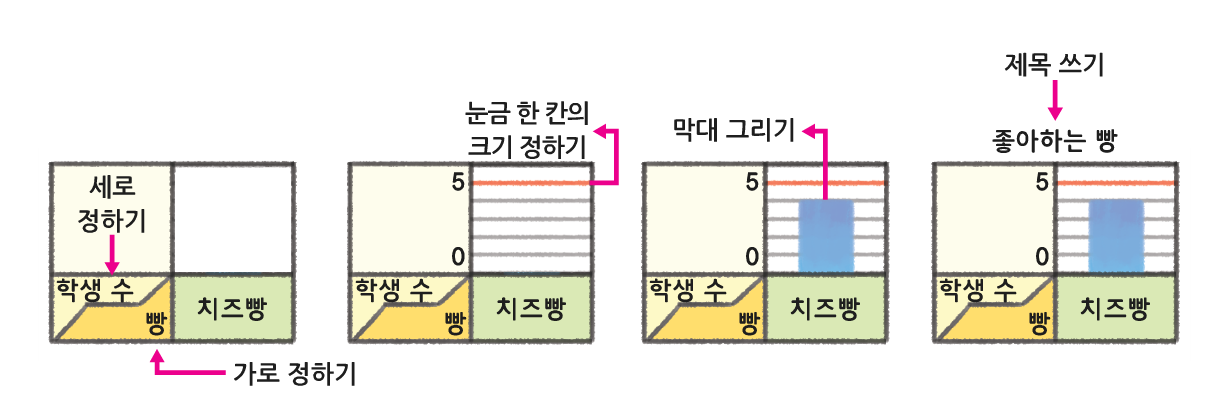 세로
정하기
학생 수
빵
치즈빵
가로 정하기
눈금 한 칸의
크기 정하기
5
0
학생 수
빵
치즈빵
막대 그리기
5
0
학생 수
빵
치즈빵
제목 쓰기
좋아하는 빵
5
0
학생 수
빵
치즈빵